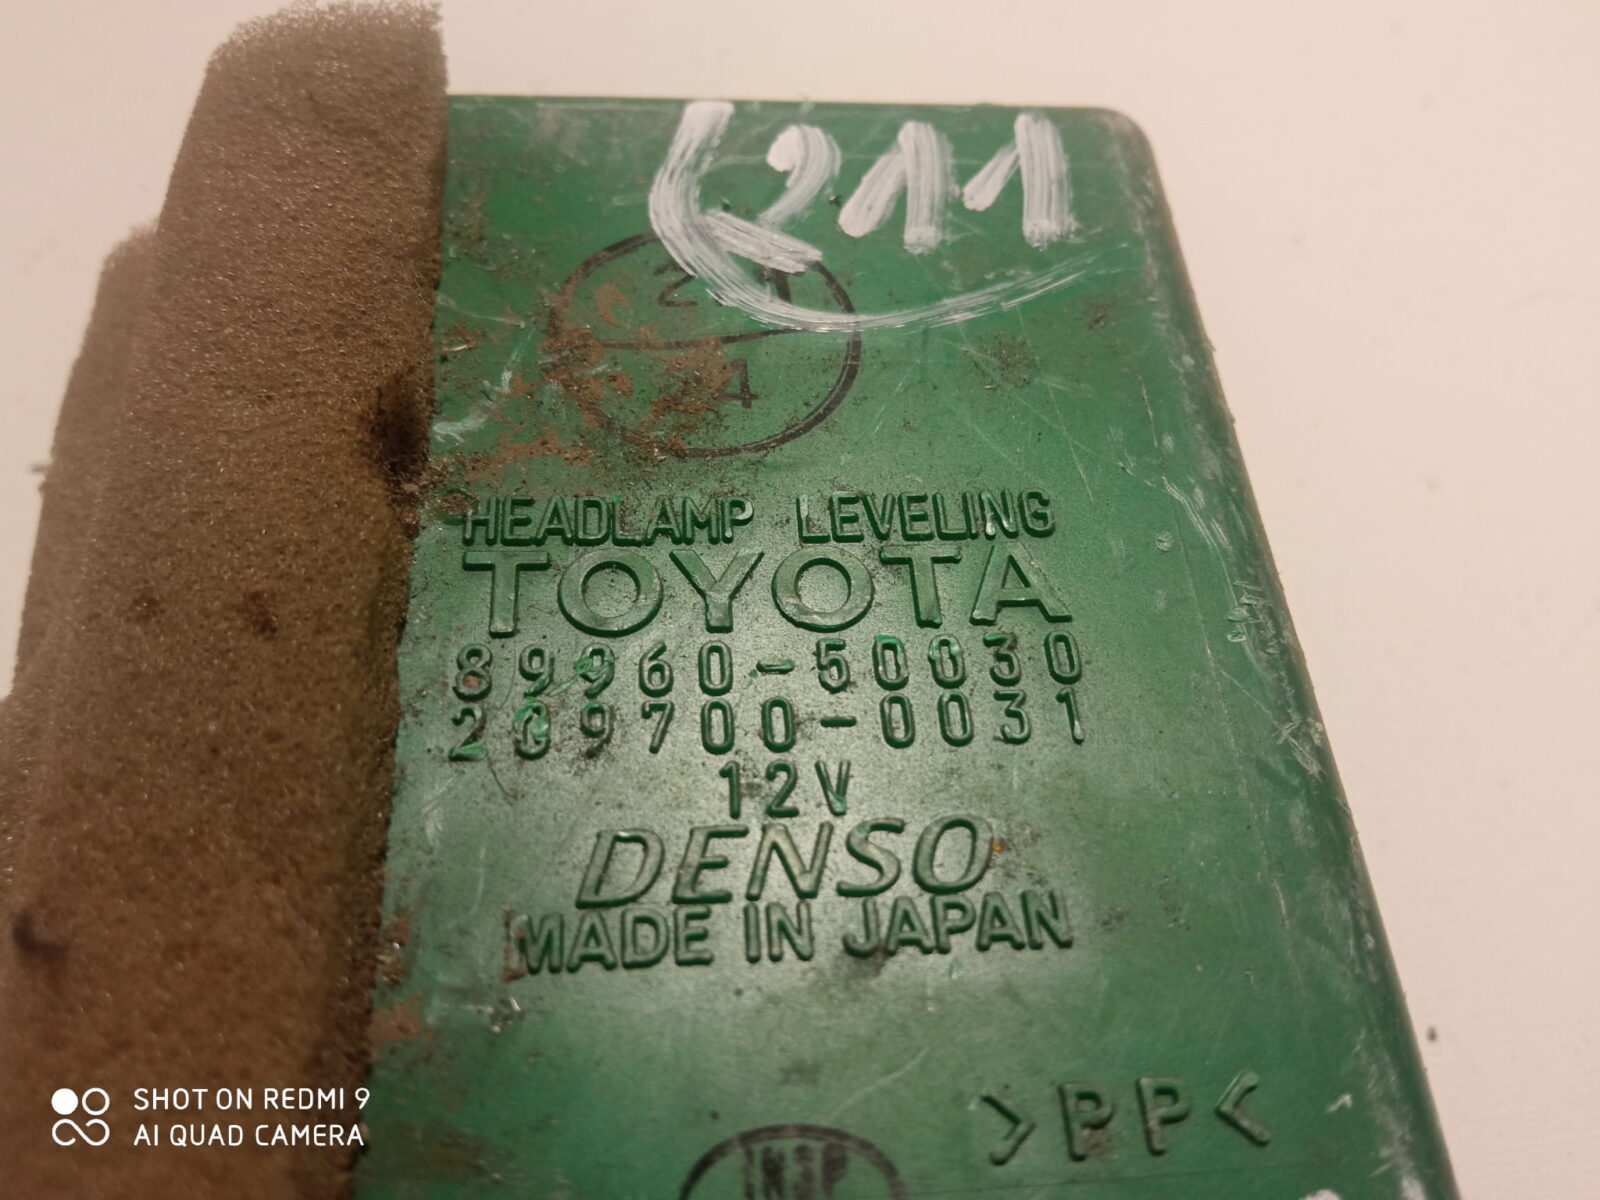 211
HEADLAMP LEVELING
TOYOTA
89960-50030
209700-0031
12V
DENSO
MADE IN JAPAN
>PP<
SHOT ON REDMI 9
AI QUAD CAMERA